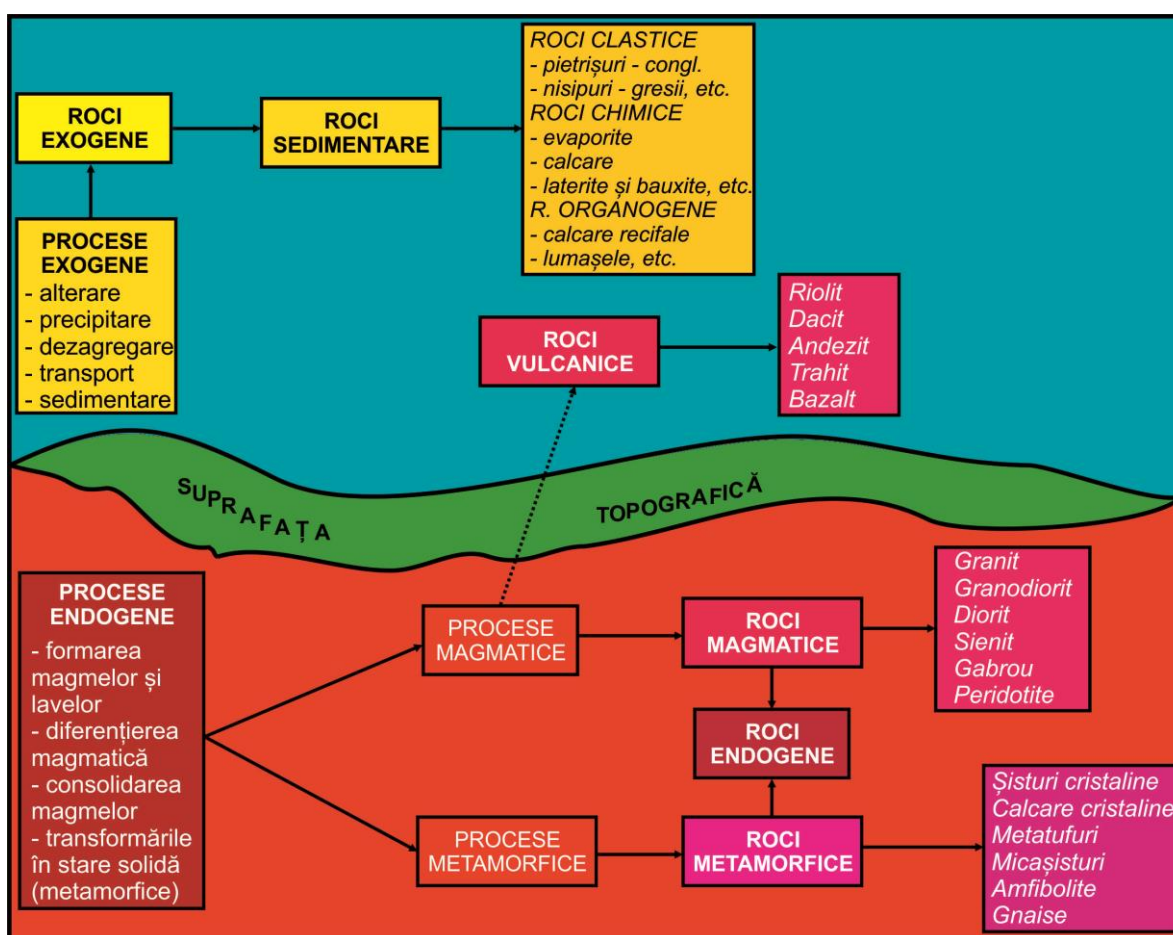 ROCI
EXOGENE
ROCI
SEDIMENTARE
ROCI CLASTICE
- pietrișuri - congl.
- nisipuri - gresii, etc.
ROCI CHIMICE
- evaporite
- calcare
- laterite și bauxite, etc.
R. ORGANOGENE
- calcare recifale
- lumașele, etc.
PROCESE
EXOGENE
- alterare
- precipitare
- dezagregare
- transport
- sedimentare
ROCI
VULCANICE
Riolit
Dacit
Andezit
Trahit
Bazalt
SUPRAFAȚA TOPOGRAFICĂ
PROCESE
ENDOGENE
- formarea
magmelor și
lavelor
- diferențierea
magmatică
- consolidarea
magmelor
- transformările
în stare solidă
(metamorfice)
PROCESE
MAGMATICE
ROCI
MAGMATICE
Granit
Granodiorit
Diorit
Sienit
Gabrou
Peridotite
ROCI
ENDOGENE
PROCESE
METAMORFICE
ROCI
METAMORFICE
Șisturi cristaline
Calcare cristaline
Metatufuri
Micașisturi
Amfibolite
Gnaise